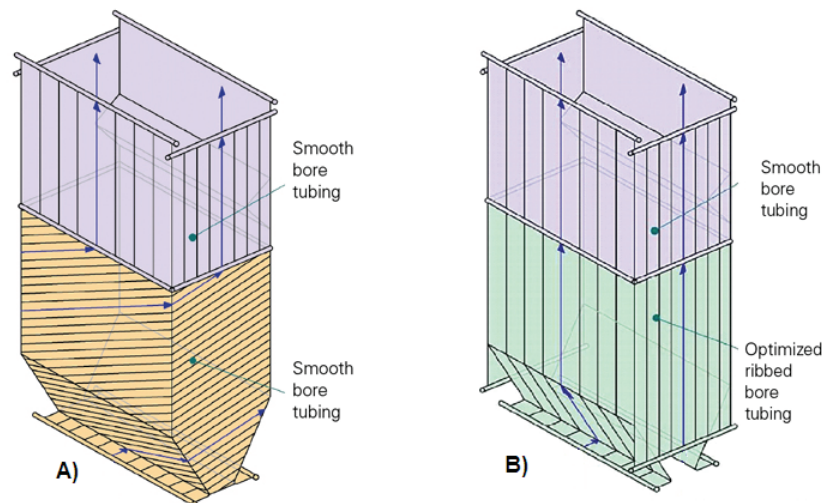 Smooth
bore
tubing
Smooth
bore
tubing
A)
Smooth
bore
tubing
Optimized
ribbed
bore
tubing
B)